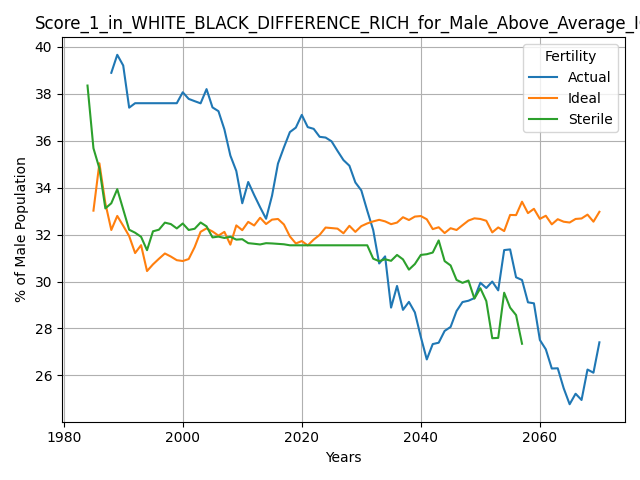 Score_1_in_WHITE_BLACK_DIFFERENCE_RICH_for_Male_Above_Average_
40
38
36
34
32
30
28
26
% of Male Population
1980
2000
2020
2040
2060
Years
Fertility
Actual
Ideal
Sterile